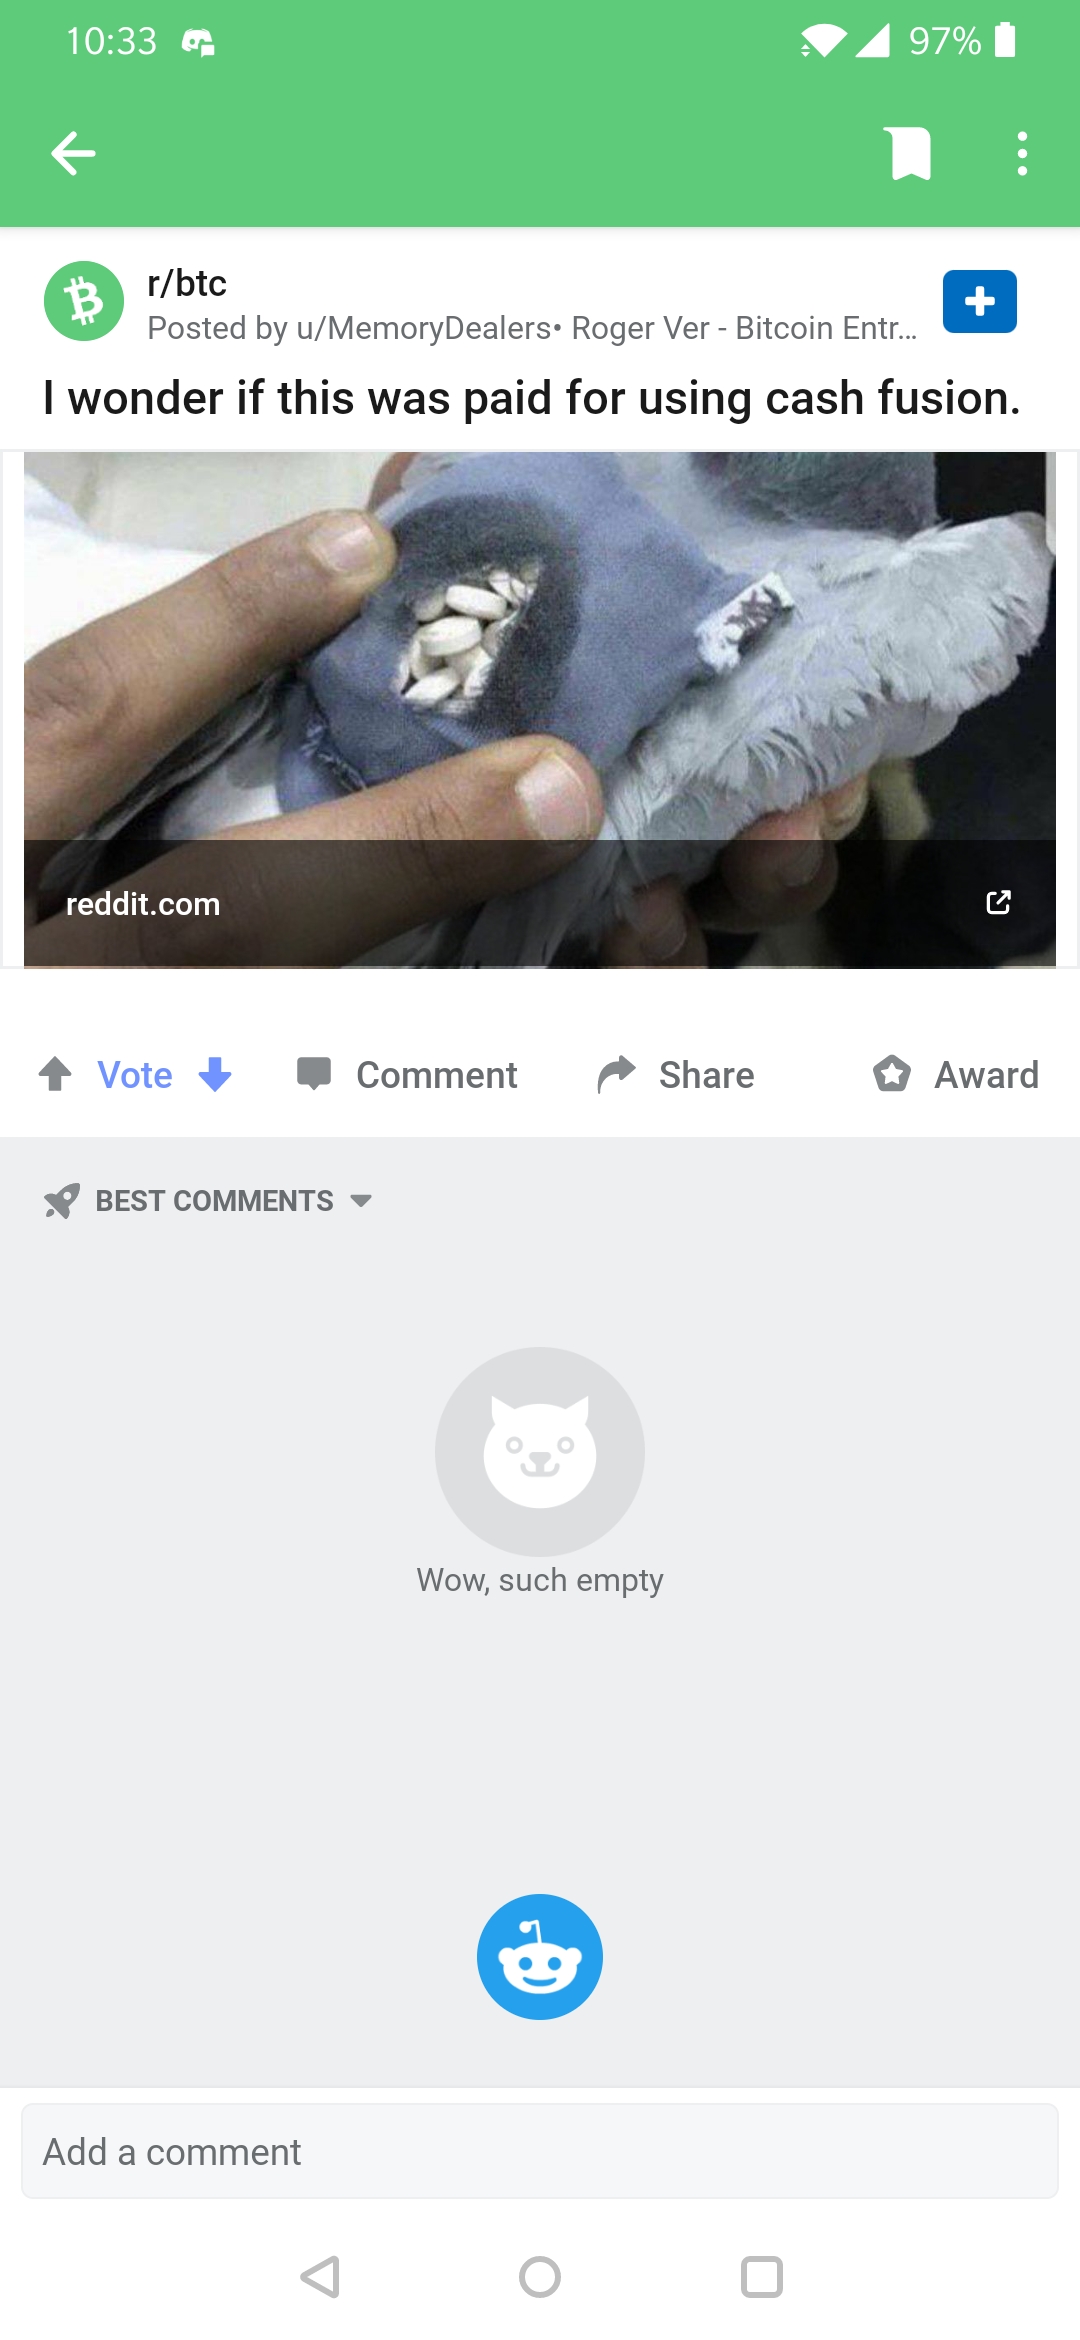 10:33
97%
r/btc
Posted by u/MemoryDealers• Roger Ver - Bitcoin Entr...
I wonder if this was paid for using cash fusion.
reddit.com
Vote
Comment
Share
Award
BEST COMMENTS
Wow, such empty
Add a comment